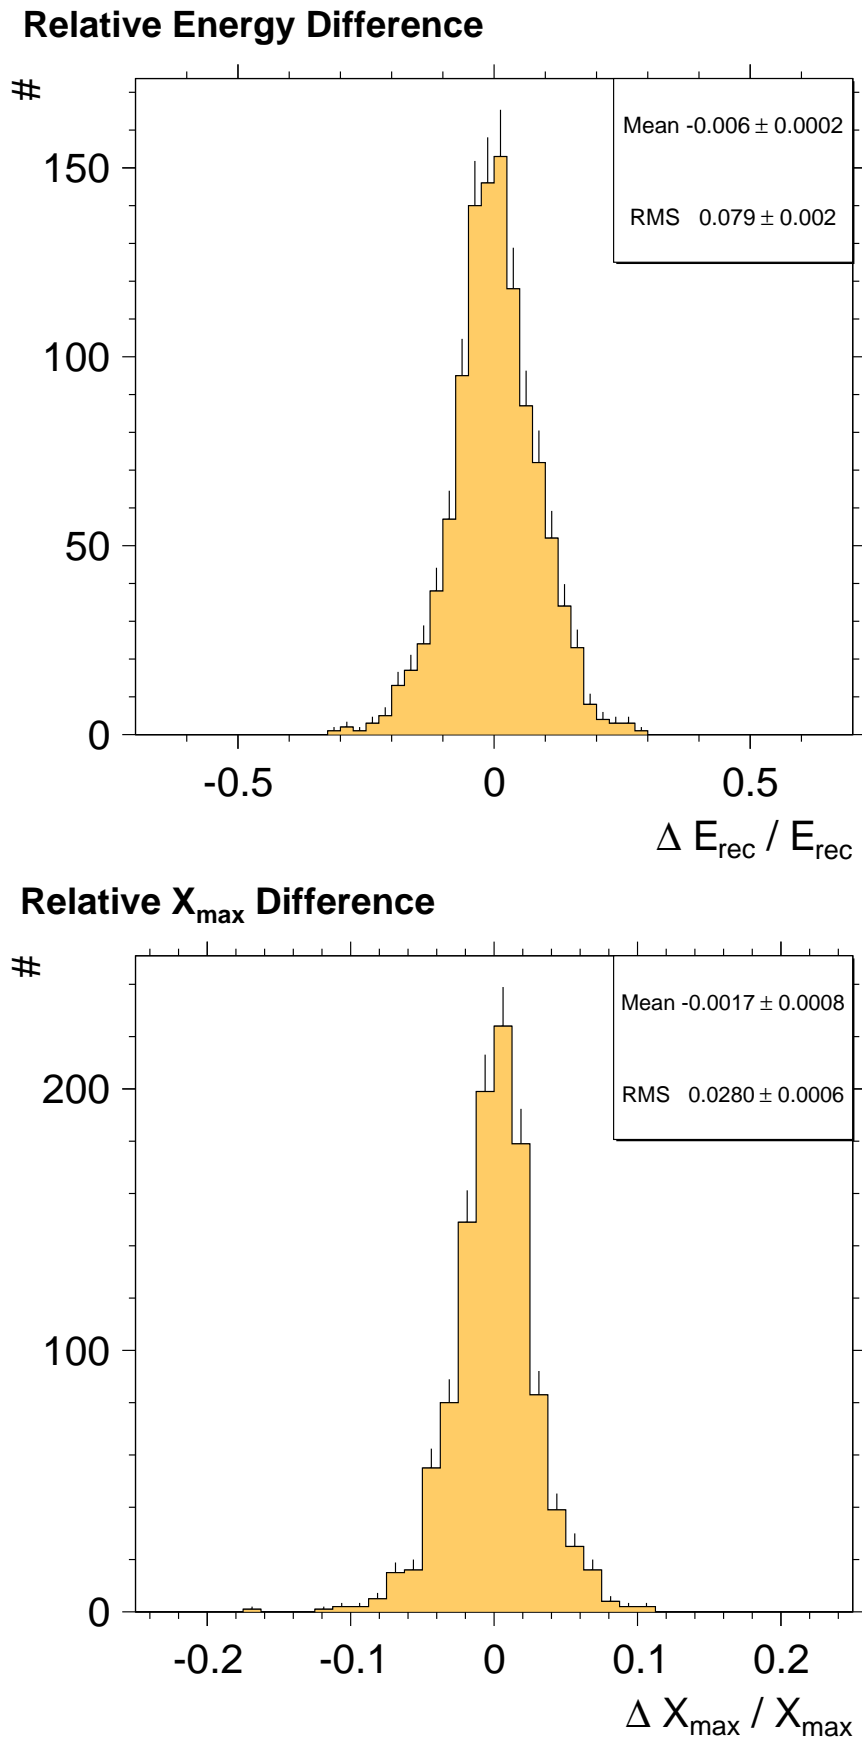 Relative Energy Difference
#
Mean -0.006 ± 0.0002
RMS 0.079 ± 0.002
150
100
50
0
-0.5 0 0.5
Δ E_rec / E_rec
Relative X_max Difference
#
Mean -0.0017 ± 0.0008
RMS 0.0280 ± 0.0006
200
100
0
-0.2 -0.1 0 0.1 0.2
Δ X_max / X_max